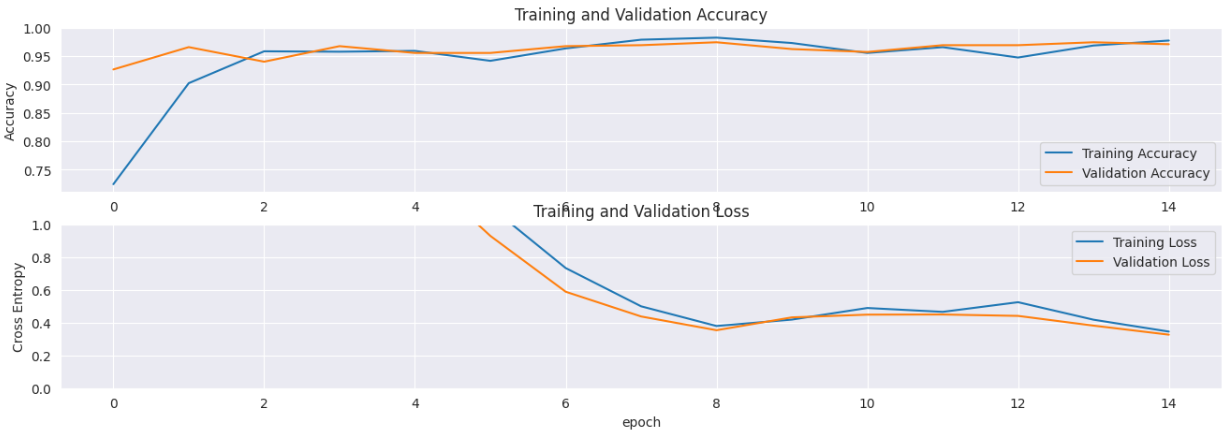 Training and Validation Accuracy
1.00
0.95
0.90
0.85
0.80
0.75
Accuracy
Training Accuracy
Validation Accuracy
0 2 4 6 8 10 12 14
Training and Validation Loss
1.0
0.8
0.6
0.4
0.2
0.0
Cross Entropy
Training Loss
Validation Loss
0 2 4 6 8 10 12 14
epoch